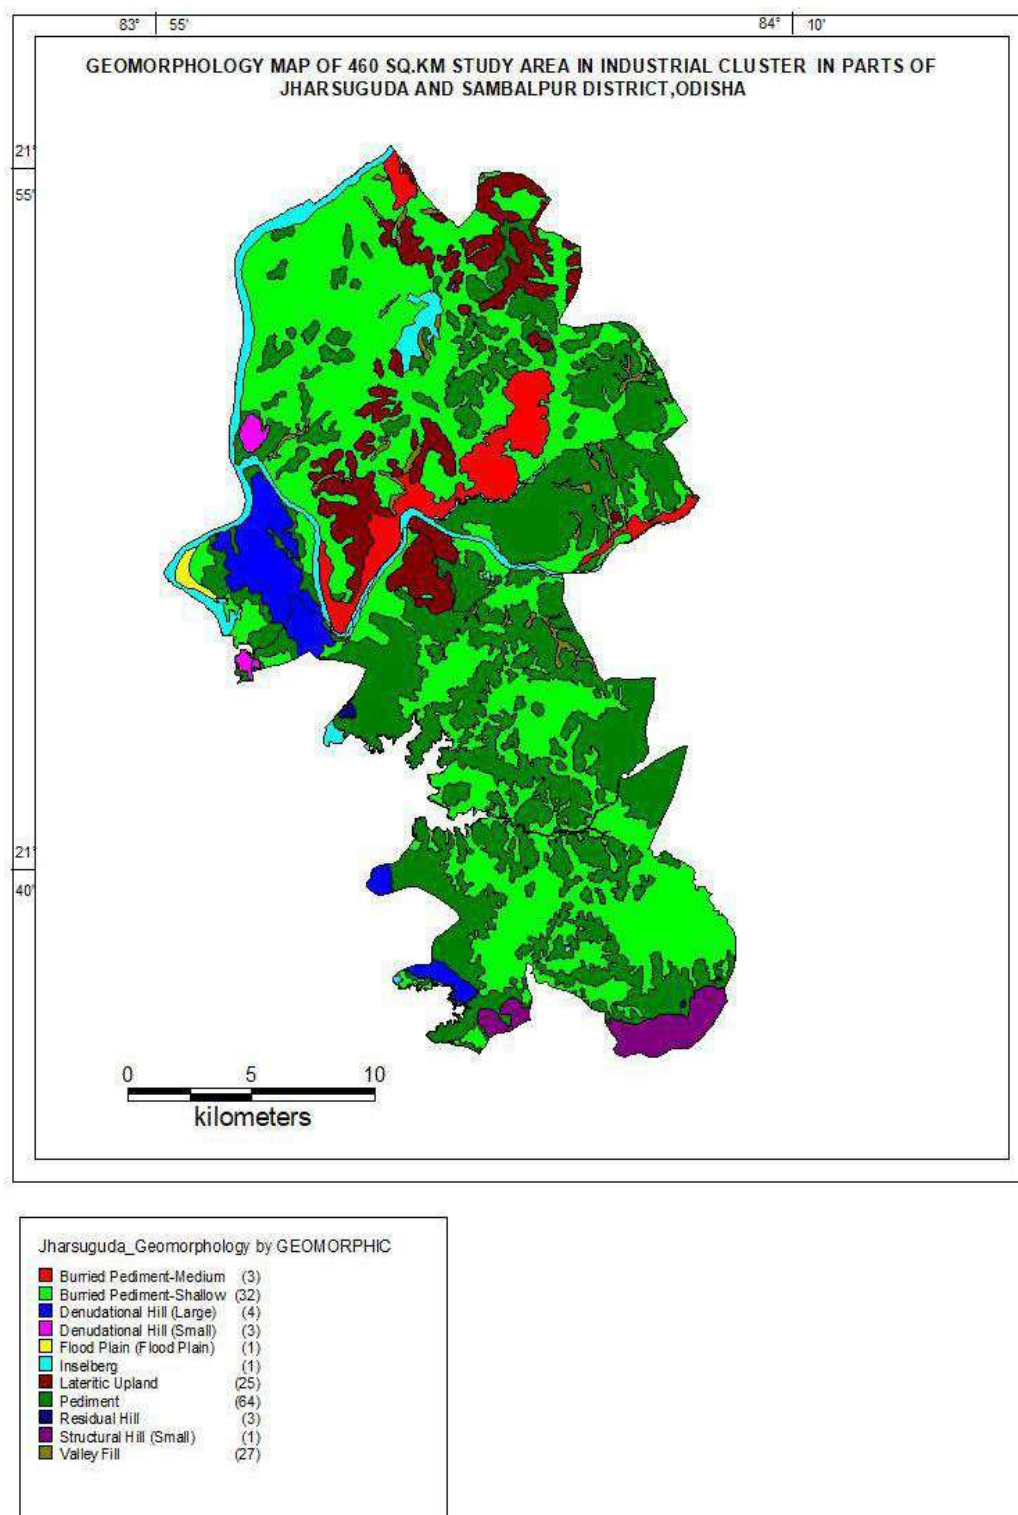 83° 55' 84° 10'
GEOMORPHOLOGY MAP OF 460 SQ.KM STUDY AREA IN INDUSTRIAL CLUSTER IN PARTS OF
JHARSUGUDA AND SAMBALPUR DISTRICT,ODISHA
21°
55'
21°
40'
0 5 10
kilometers
Jharsuguda_Geomorphology by GEOMORPHIC
Burried Pediment-Medium (3)
Burried Pediment-Shallow (32)
Denudational Hill (Large) (4)
Denudational Hill (Small) (3)
Flood Plain (Flood Plain) (1)
Inselberg (1)
Lateritic Upland (25)
Pediment (64)
Residual Hill (3)
Structural Hill (Small) (1)
Valley Fill (27)